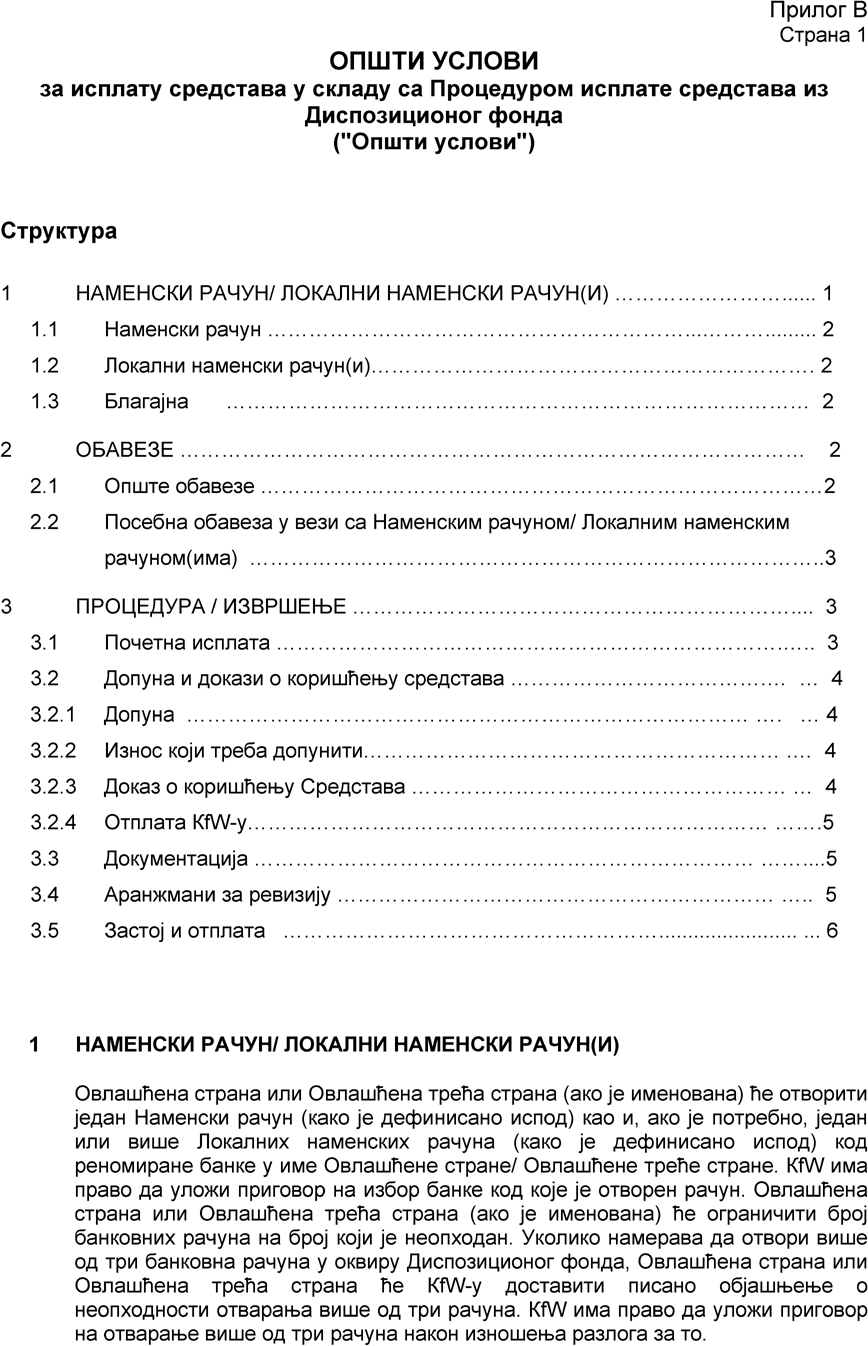 Прилог В
Страна 1
ОПШТИ УСЛОВИ
за исплату средстава у складу са Процедуром исплате средстава из
Диспозиционог фонда
("Општи услови")
Структура
1 НАМЕНСКИ РАЧУН/ ЛОКАЛНИ НАМЕНСКИ РАЧУН(И) ……………………...... 1
1.1 Наменски рачун …………………………………………………...………......... 2
1.2 Локални наменски рачун(и)………………………………………………………. 2
1.3 Благајна ………………………………………………………………………… 2
2 ОБАВЕЗЕ ……………………………………………………………………………… 2
2.1 Опште обавезе ………………………………………………………………………2
2.2 Посебна обавеза у вези са Наменским рачуном/ Локалним наменским
рачуном(има) ………………………………………………………………………..3
3 ПРОЦЕДУРА / ИЗВРШЕЊЕ ……………………………………………………….... 3
3.1 Почетна исплата ……………………………………………………………….….. 3
3.2 Допуна и докази о коришћењу средстава ………………………………. … 4
3.2.1 Допуна ……………………………………………………………………… …. … 4
3.2.2 Износ који треба допунити…………………………………………………… …. 4
3.2.3 Доказ о коришћењу Средстава ……………………………………………… … 4
3.2.4 Отплата KfW-у………………………………………………………………… …….5
3.3 Документација ……………………………………………………………… ……....5
3.4 Аранжмани за ревизију ……………………………………………………… ….. 5
3.5 Застој и отплата ………………………………………………....................... ... 6
1 НАМЕНСКИ РАЧУН/ ЛОКАЛНИ НАМЕНСКИ РАЧУН(И)
Овлашћена страна или Овлашћена трећа страна (ако је именована) ће отворити
један Наменски рачун (како је дефинисано испод) као и, ако је потребно, један
или више Локалних наменских рачуна (како је дефинисано испод) код
реномиране банке у име Овлашћене стране/ Овлашћене треће стране. KfW има
право да уложи приговор на избор банке код које је отворен рачун. Овлашћена
страна или Овлашћена трећа страна (ако је именована) ће ограничити број
банковних рачуна на број који је неопходан. Уколико намерава да отвори више
од три банковна рачуна у оквиру Диспозиционог фонда, Овлашћена страна или
Овлашћена трећа страна ће KfW-у доставити писано објашњење о
неопходности отварања више од три рачуна. KfW има право да уложи приговор
на отварање више од три рачуна након изношења разлога за то.